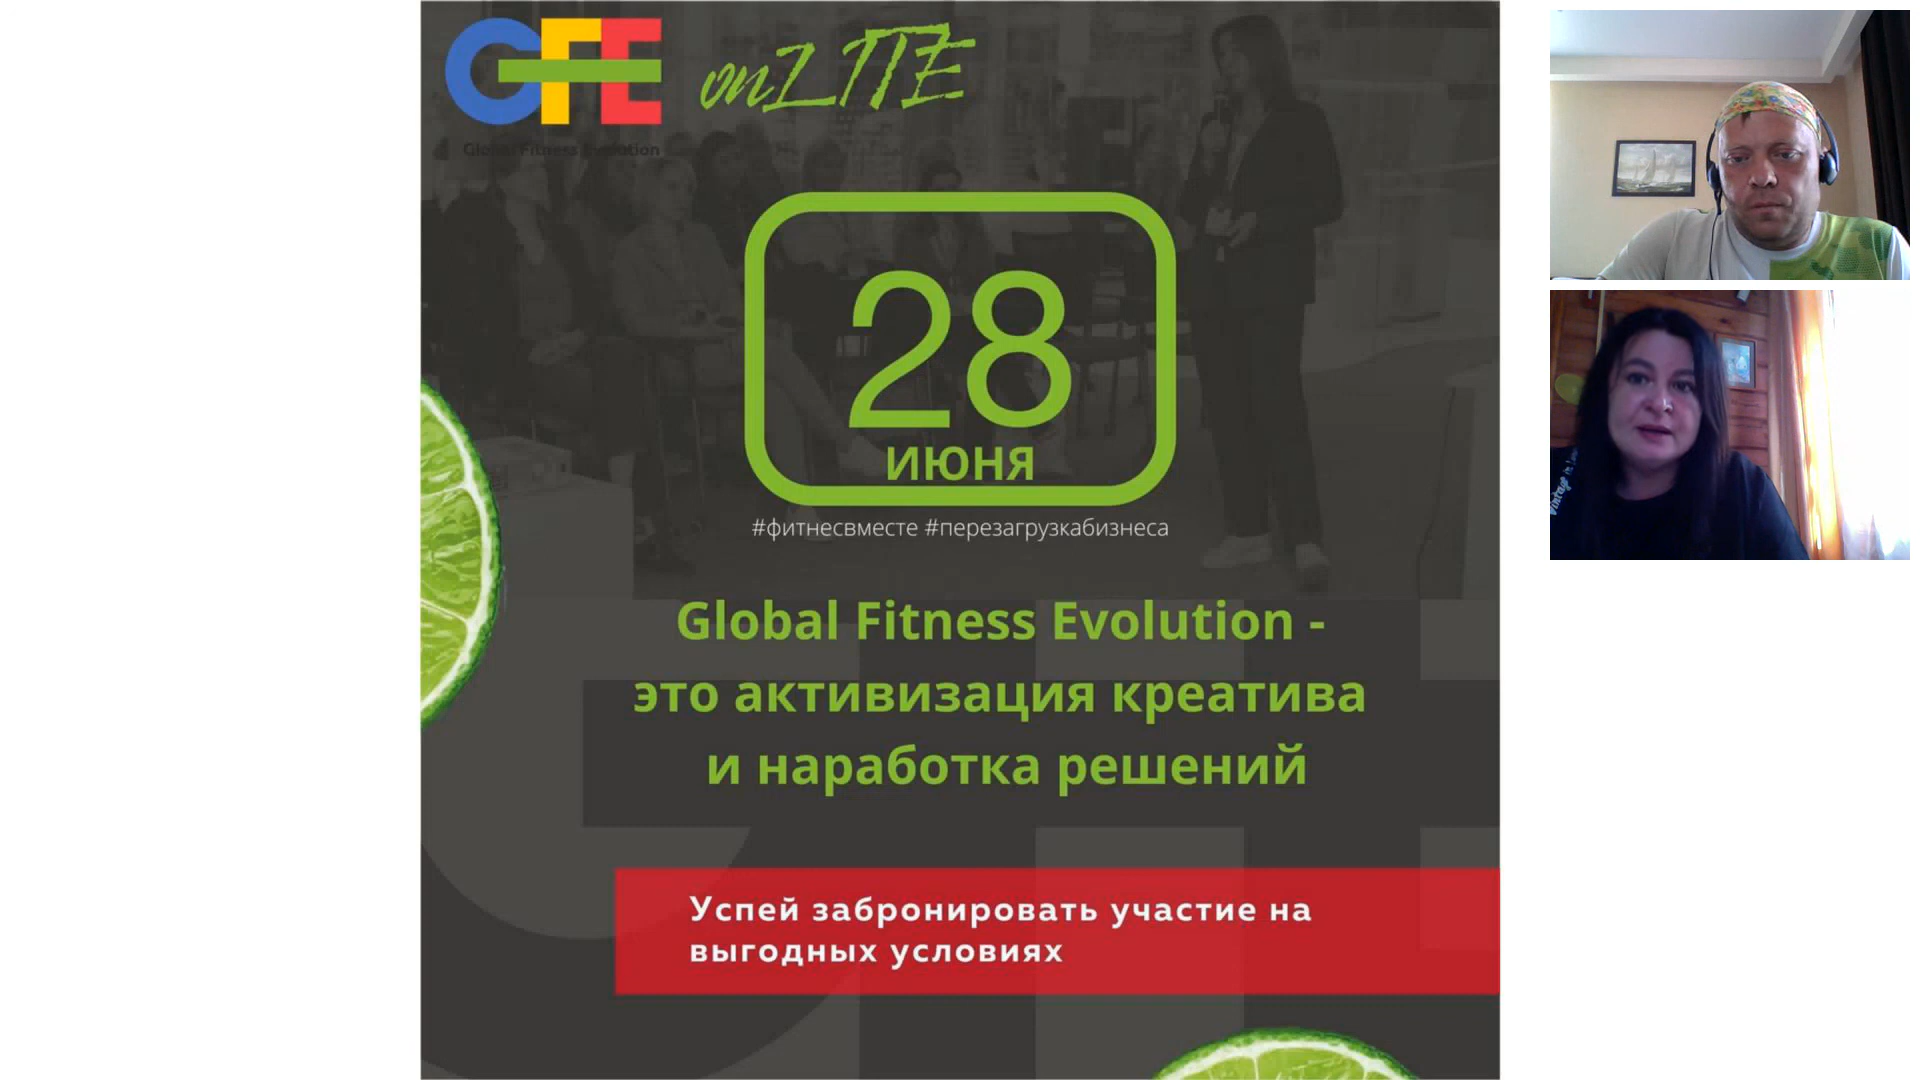 GFE onLITE
Global Fitness Evolution
28
июня
#фитнесвместе #перезагрузкабизнеса
Global Fitness Evolution -
это активизация креатива
и наработка решений
Успей забронировать участие на
выгодных условиях